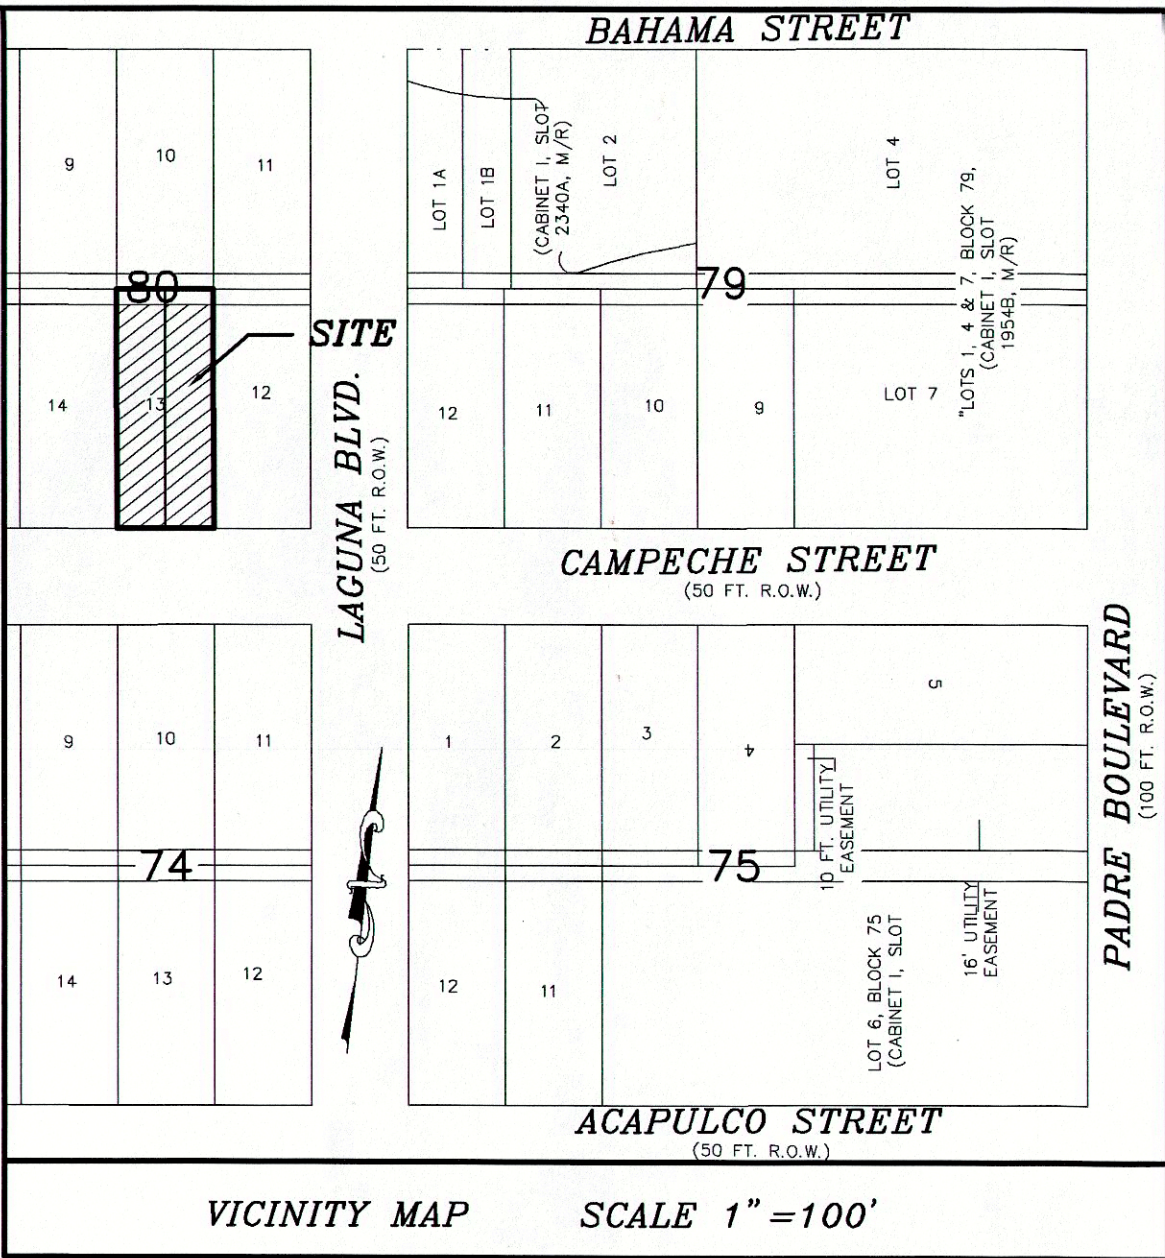 BAHAMA STREET
9
10
11
LOT 1A
LOT 1B
(CABINET I, SLOT
2340A, M/R)
LOT 2
LOT 4
"LOTS 1, 4 & 7, BLOCK 79,
(CABINET I, SLOT
1954B, M/R)
80
79
SITE
14
13
12
LAGUNA BLVD.
(50 FT. R.O.W.)
12
11
10
9
LOT 7
CAMPECHE STREET
(50 FT. R.O.W.)
9
10
11
1
2
3
4
5
PADRE BOULEVARD
(100 FT. R.O.W.)
10 FT. UTILITY
EASEMENT
74
75
14
13
12
12
11
LOT 6, BLOCK 75
(CABINET I, SLOT
16' UTILITY
EASEMENT
ACAPULCO STREET
(50 FT. R.O.W.)
VICINITY MAP SCALE 1"=100'